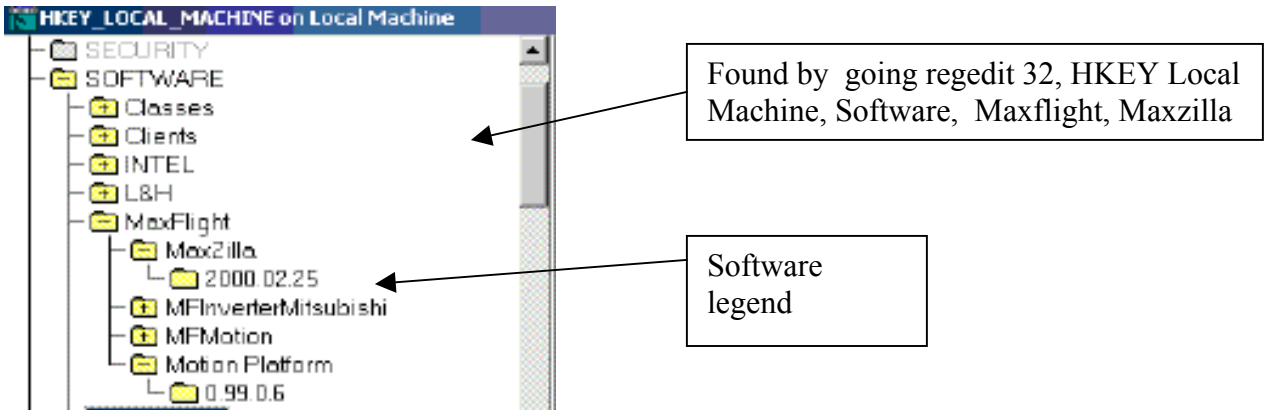 HKEY_LOCAL_MACHINE on Local Machine
SECURITY
SOFTWARE
Classes
Clients
INTEL
L&H
MaxFlight
MaxZilla
2000.02.25
MFInverterMitsubishi
MFMotion
Motion Platform
0.99.0.6
Found by going regedit 32, HKEY Local
Machine, Software, Maxflight, Maxzilla
Software
legend